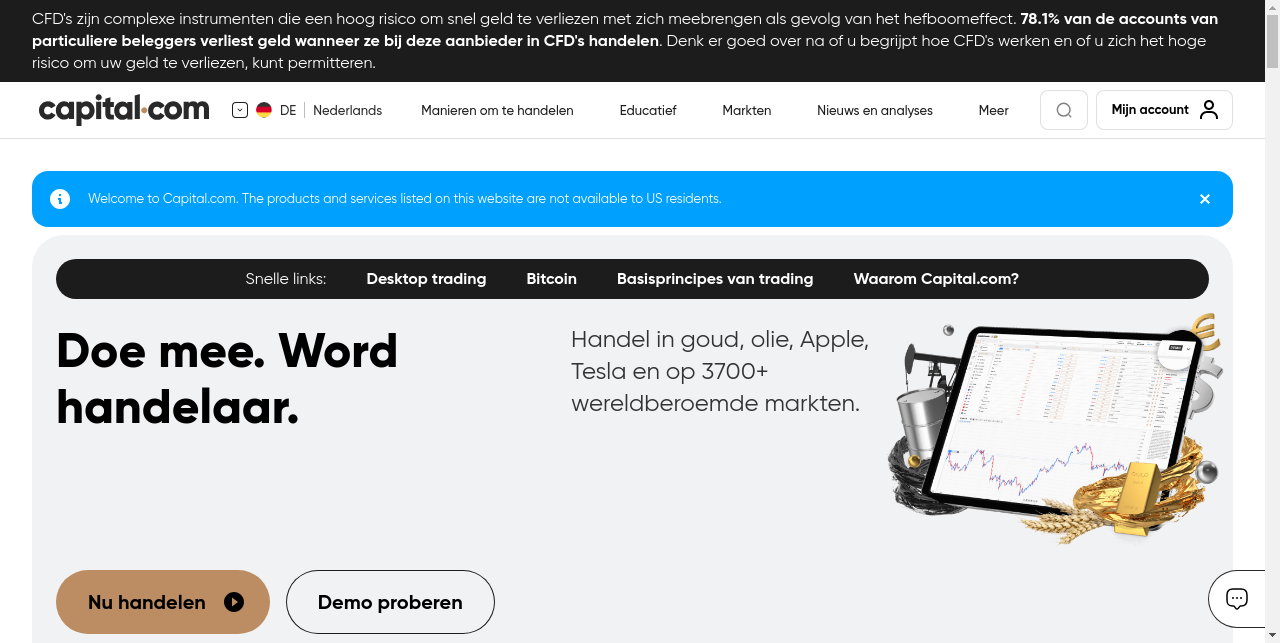 CFD's zijn complexe instrumenten die een hoog risico om snel geld te verliezen met zich meebrengen als gevolg van het hefboomeffect. 78.1% van de accounts van
particuliere beleggers verliest geld wanneer ze bij deze aanbieder in CFD's handelen. Denk er goed over na of u begrijpt hoe CFD's werken en of u zich het hoge
risico om uw geld te verliezen, kunt permitteren.
capital.com DE Nederlands Manieren om te handelen Educatief Markten Nieuws en analyses Meer Mijn account
Welcome to Capital.com. The products and services listed on this website are not available to US residents.
Snelle links: Desktop trading Bitcoin Basisprincipes van trading Waarom Capital.com?
Doe mee. Word
handelaar.
Handel in goud, olie, Apple,
Tesla en op 3700+
wereldberoemde markten.
Nu handelen Demo proberen